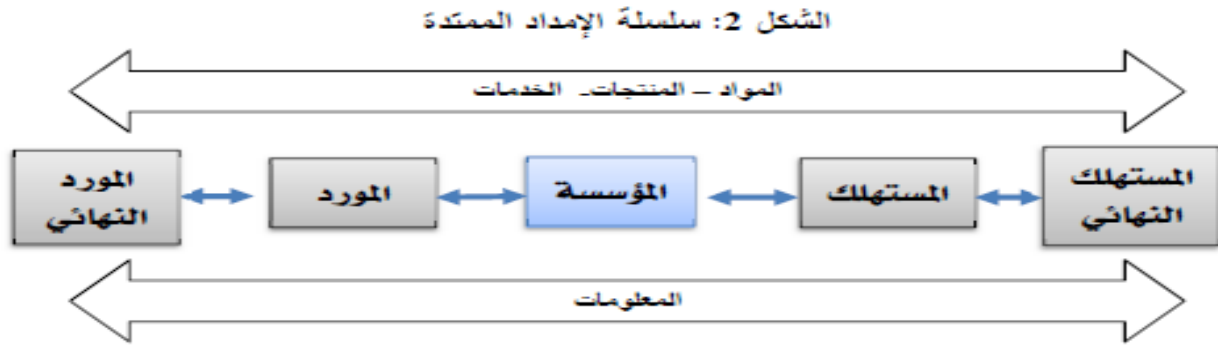 الشكل 2: سلسلة الإمداد الممتدة
المواد – المنتجات- الخدمات
المستهلك
النهائي
المستهلك
المؤسسة
المورد
المورد
النهائي
المعلومات